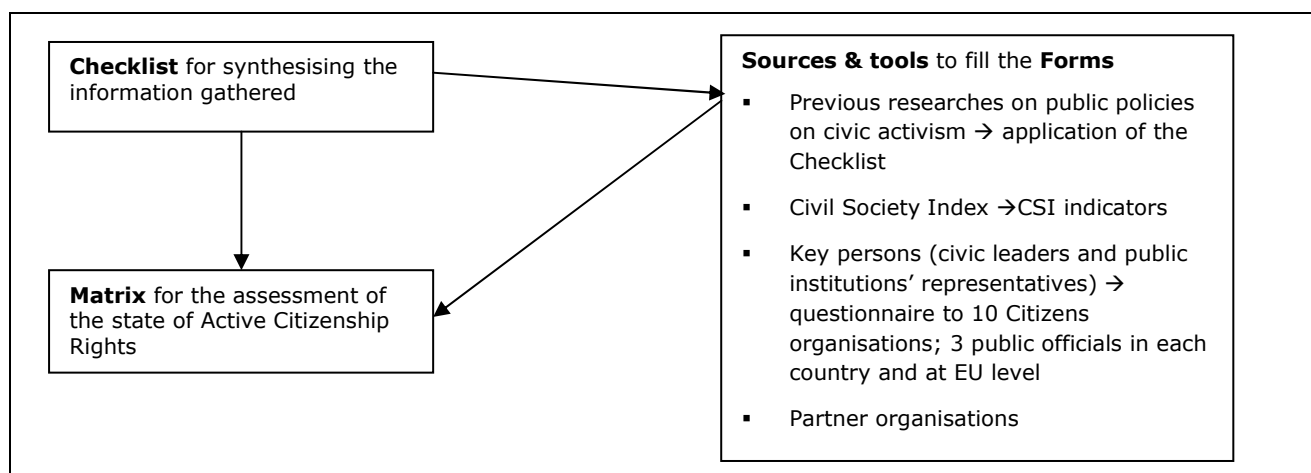 Checklist for synthesising the
information gathered
Matrix for the assessment of
the state of Active Citizenship
Rights
Sources & tools to fill the Forms
▪ Previous researches on public policies
on civic activism → application of the
Checklist
▪ Civil Society Index →CSI indicators
▪ Key persons (civic leaders and public
institutions’ representatives) →
questionnaire to 10 Citizens
organisations; 3 public officials in each
country and at EU level
▪ Partner organisations